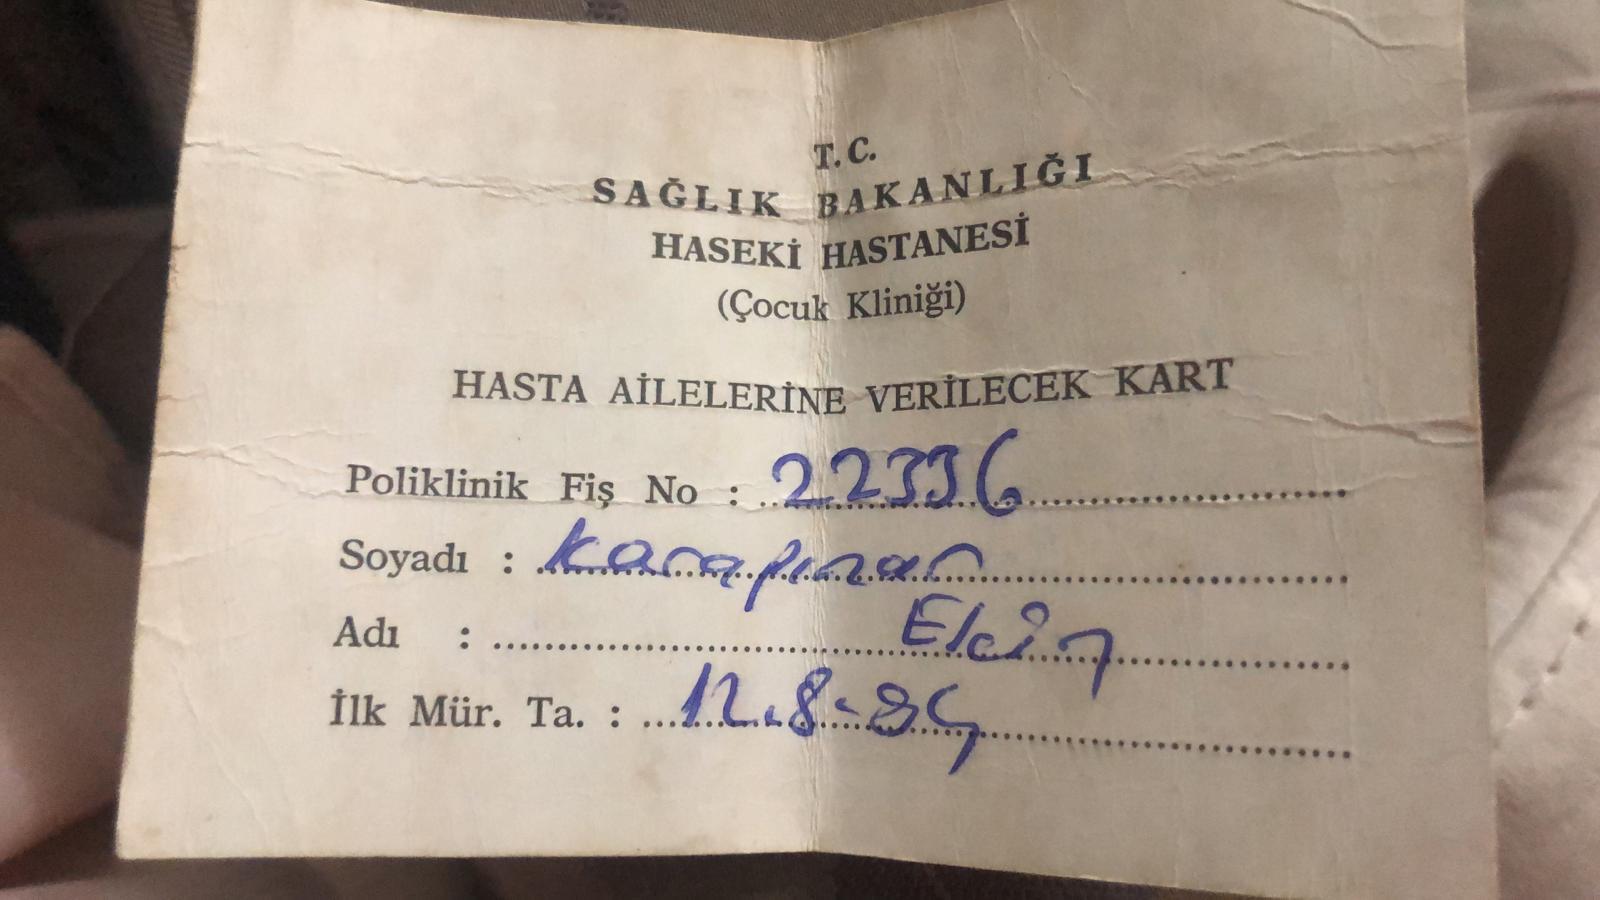 T.C.
SAĞLIK BAKANLIĞI
HASEKİ HASTANESİ
(Çocuk Kliniği)
HASTA AİLELERİNE VERİLECEK KART
Poliklinik Fiş No : 22336
Soyadı : Karapınar
Adı : Elçin
İlk Mür. Ta. : 12.8.-84